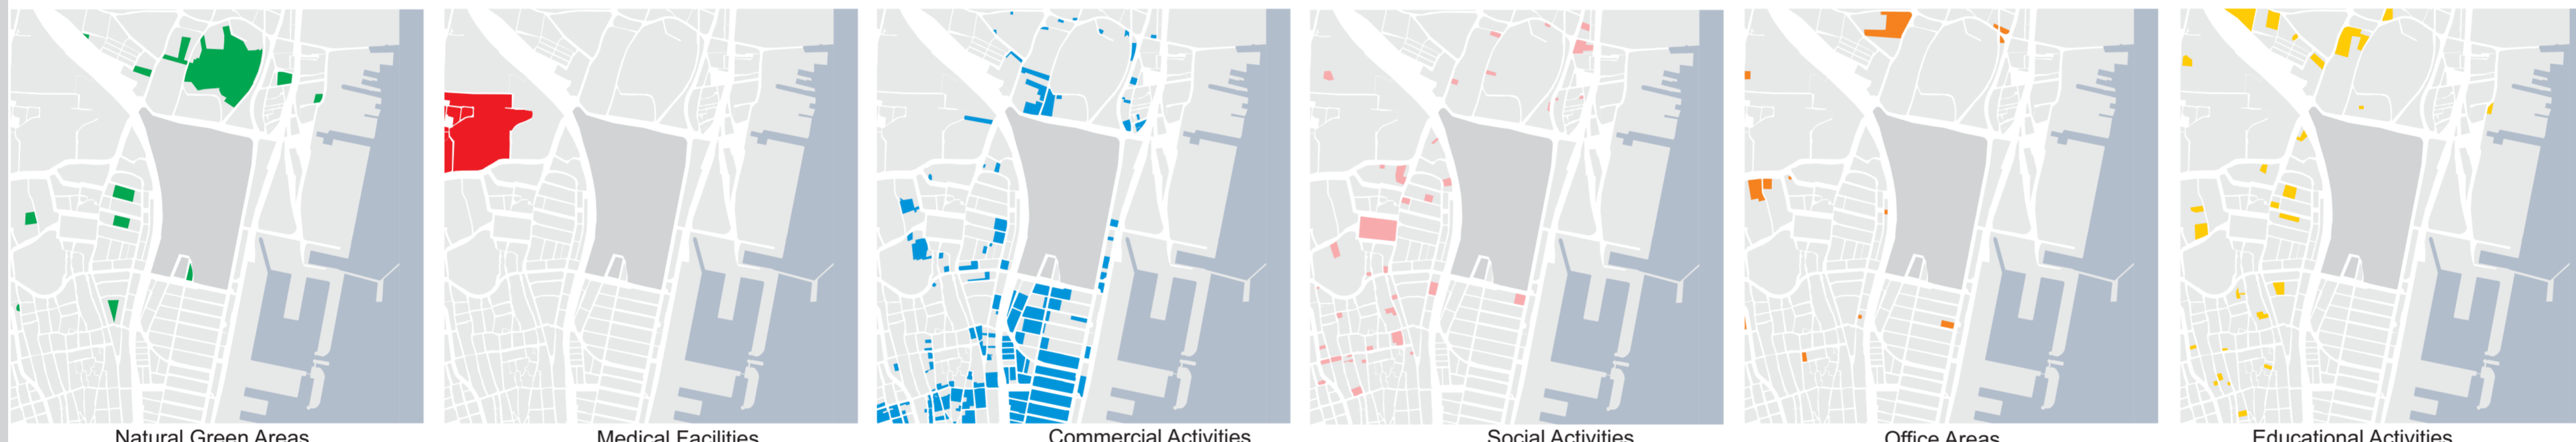 Natural Green Areas
Medical Facilities
Commercial Activities
Social Activities
Office Areas
Educational Activities